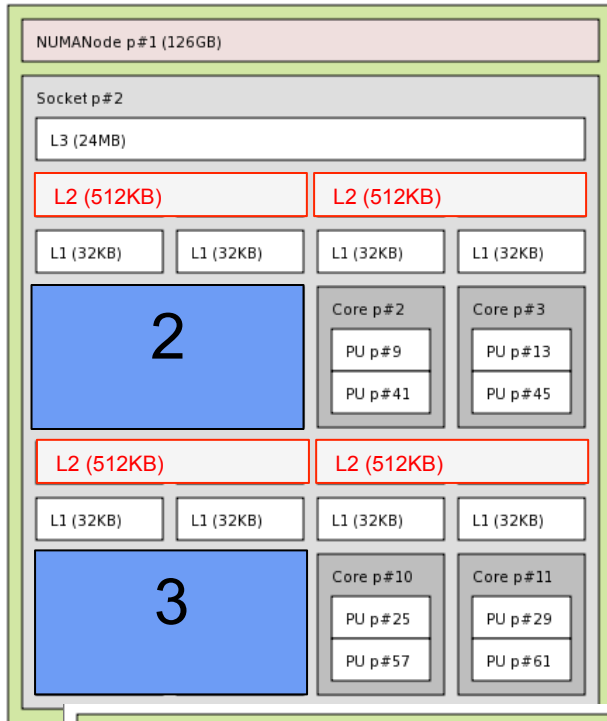 NUMANode p#1 (126GB)
Socket p#2
L3 (24MB)
L2 (512KB) L2 (512KB)
L1 (32KB) L1 (32KB) L1 (32KB) L1 (32KB)
2
Core p#2 Core p#3
PU p#9 PU p#13
PU p#41 PU p#45
L2 (512KB) L2 (512KB)
L1 (32KB) L1 (32KB) L1 (32KB) L1 (32KB)
3
Core p#10 Core p#11
PU p#25 PU p#29
PU p#57 PU p#61